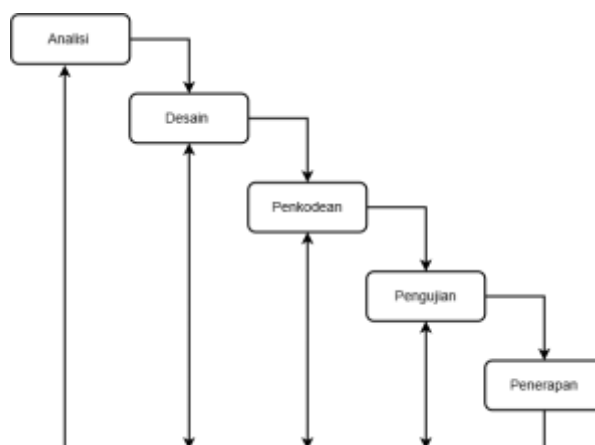 Analisi
Desain
Penkodean
Pengujian
Penerapan